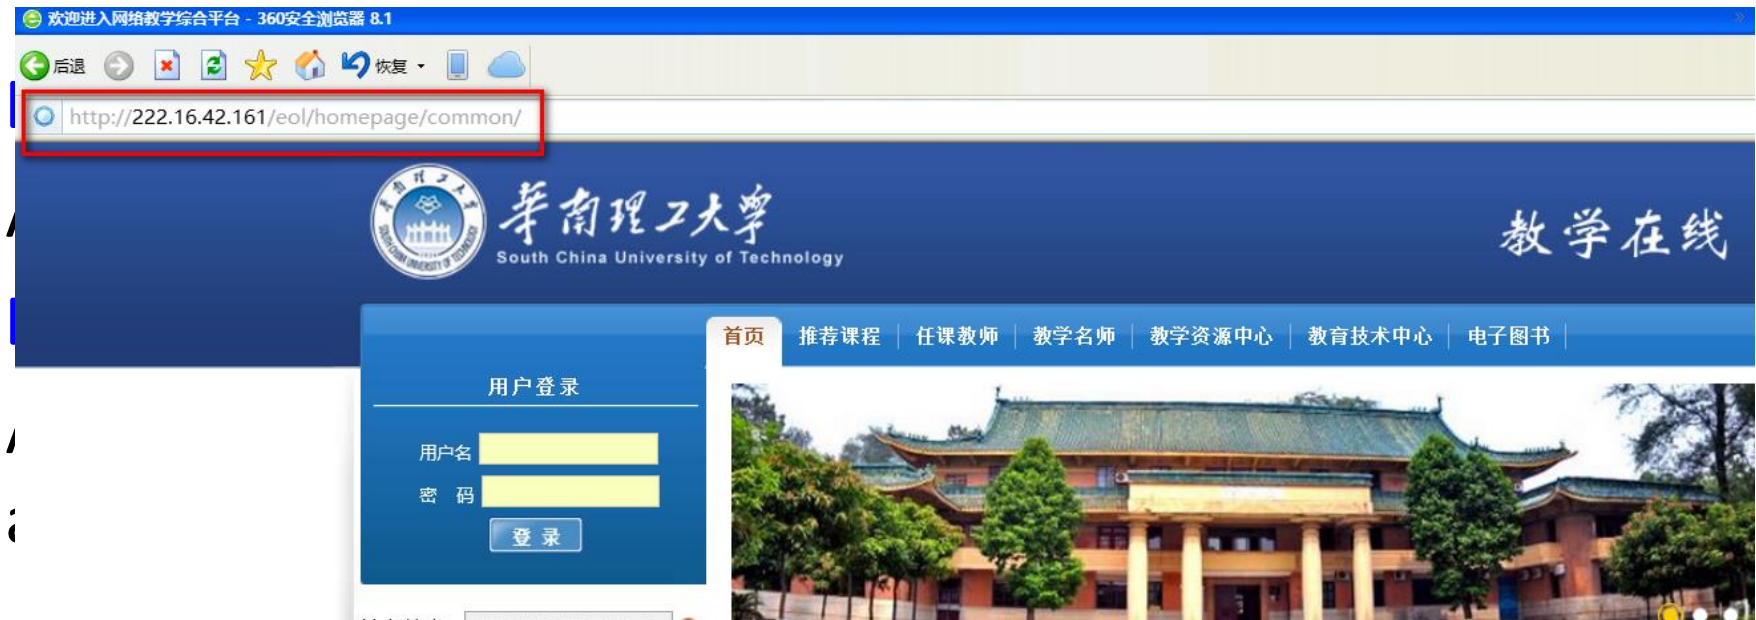 欢迎进入网络教学综合平台 - 360安全浏览器 8.1
后退 恢复
http://222.16.42.161/eol/homepage/common/
华南理工大学
South China University of Technology
教学在线
首页 推荐课程 任课教师 教学名师 教学资源中心 教育技术中心 电子图书
用户登录
用户名
密 码
登 录
a